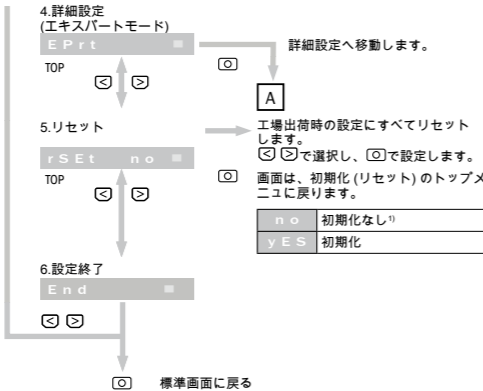 4.詳細設定
(エキスパートモード)
EPrt
詳細設定へ移動します。
TOP
A
5.リセット
工場出荷時の設定にすべてリセット
します。
で選択し、で設定します。
rSEt no
TOP
画面は、初期化 (リセット) のトップメ
ニュに戻ります。
no 初期化なし1)
yES 初期化
6.設定終了
End
標準画面に戻る